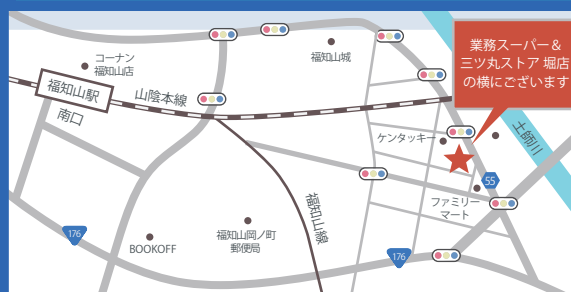 業務スーパー＆
三ツ丸ストア 堀店
の横にございます
コーナン
福知山店
福知山城
福知山駅
山陰本線
南口
ケンタッキー
土師川
55
ファミリー
マート
福知山線
176
BOOKOFF
福知山岡ノ町
郵便局
176